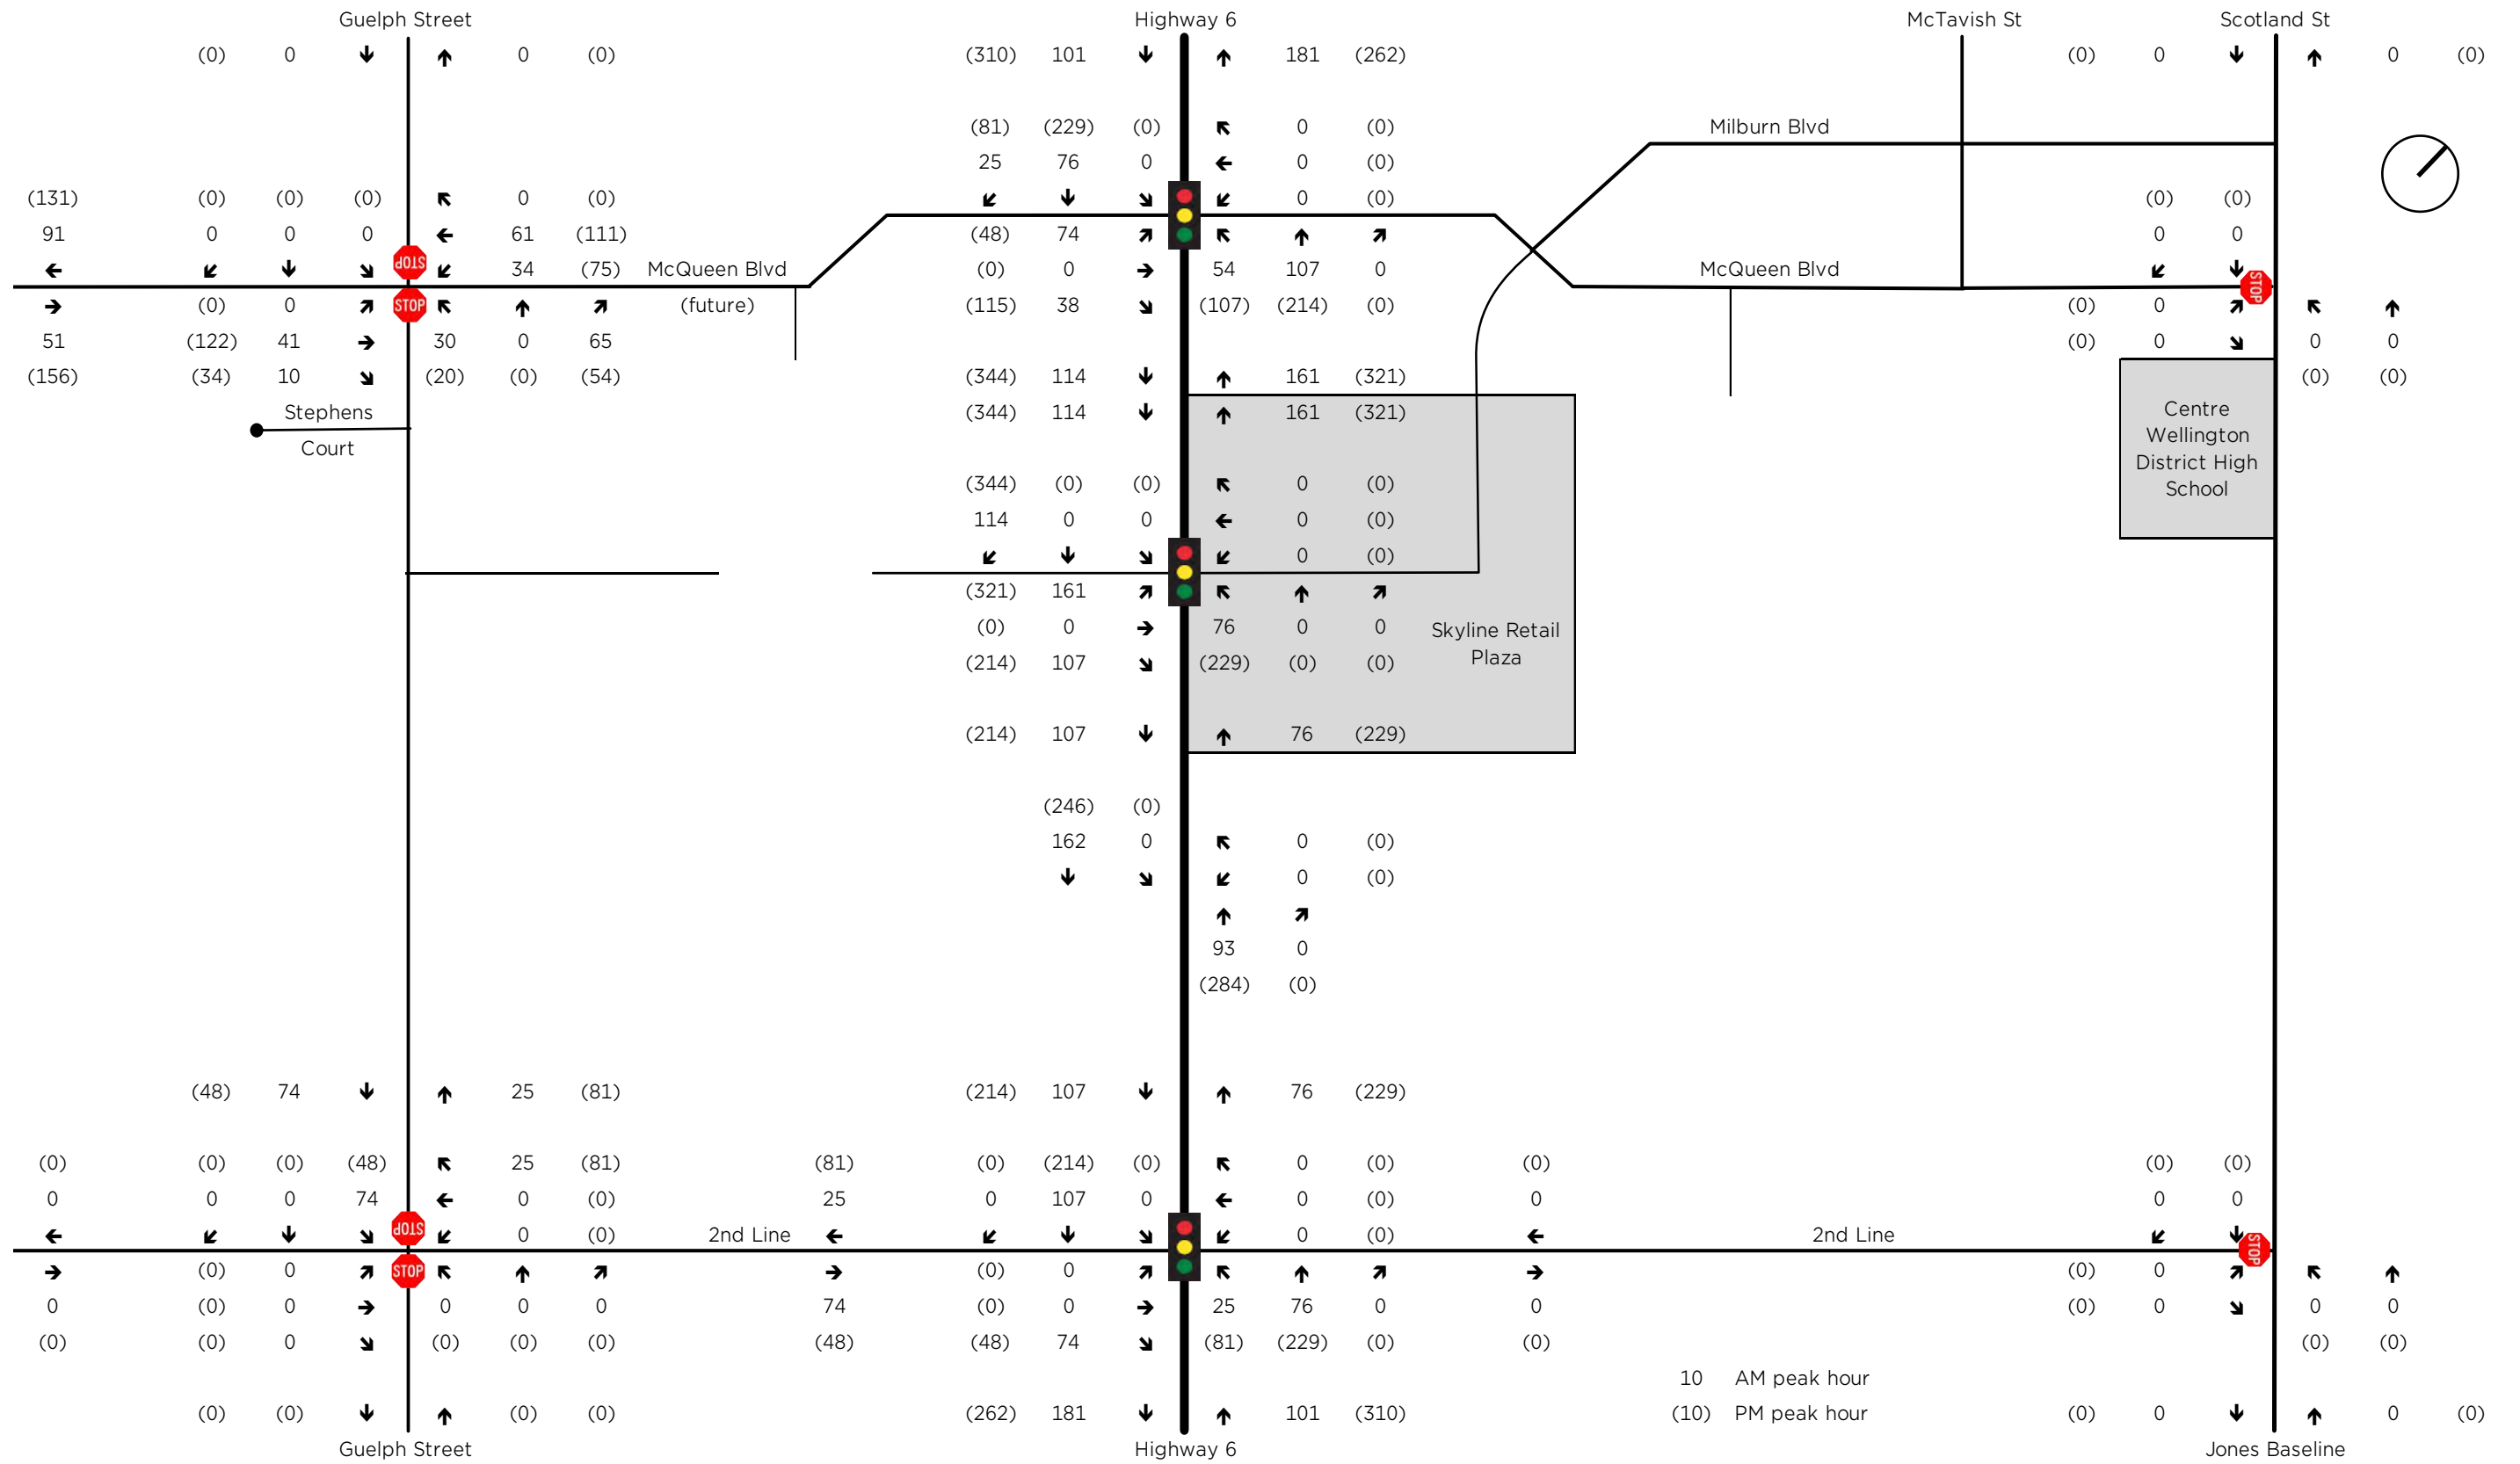 Guelph Street Highway 6 McTavish St Scotland St
(0) 0 ↓ ↑ 0 (0) (310) 101 ↓ ↑ 181 (262) (0) 0 ↓ ↑ 0 (0)
(81) (229) (0) ↖ 0 (0) Milburn Blvd
25 76 0 ← 0 (0)
(131) (0) (0) (0) ↖ 0 (0) ↙ ↓ ↘ ↙ 0 (0) (0) (0)
91 0 0 0 ← 61 (111) (48) 74 ↗ ↖ ↑ ↗ 0 0
← ↙ ↓ ↘ STOP ↙ 34 (75) McQueen Blvd (0) 0 → 54 107 0 McQueen Blvd ↙ ↓ STOP
→ (0) 0 ↗ STOP ↖ ↑ ↗ (future) (115) 38 ↘ (107) (214) (0) (0) 0 ↗ ↖ ↑
51 (122) 41 → 30 0 65 (0) 0 ↘ 0 0
(156) (34) 10 ↘ (20) (0) (54) (344) 114 ↓ ↑ 161 (321) (0) (0)
Stephens (344) 114 ↓ ↑ 161 (321) Centre
Court Wellington
District High
(344) (0) (0) ↖ 0 (0) School
114 0 0 ← 0 (0)
↙ ↓ ↘ ↙ 0 (0)
(321) 161 ↗ ↖ ↑ ↗
(0) 0 → 76 0 0 Skyline Retail
(214) 107 ↘ (229) (0) (0) Plaza
(214) 107 ↓ ↑ 76 (229)
(246) (0)
162 0 ↖ 0 (0)
↓ ↘ ↙ 0 (0)
↑ ↗
93 0
(284) (0)
(48) 74 ↓ ↑ 25 (81) (214) 107 ↓ ↑ 76 (229)
(0) (0) (0) (48) ↖ 25 (81) (81) (0) (214) (0) ↖ 0 (0) (0) (0) (0)
0 0 0 74 ← 0 (0) 25 0 107 0 ← 0 (0) 0 0 0
← ↙ ↓ ↘ STOP ↙ 0 (0) 2nd Line ← ↙ ↓ ↘ ↙ 0 (0) ← 2nd Line ↙ ↓ STOP
→ (0) 0 ↗ STOP ↖ ↑ ↗ → (0) 0 ↗ ↖ ↑ ↗ → (0) 0 ↗ ↖ ↑
0 (0) 0 → 0 0 0 74 (0) 0 → 25 76 0 0 (0) 0 ↘ 0 0
(0) (0) 0 ↘ (0) (0) (0) (48) (48) 74 ↘ (81) (229) (0) (0) (0) (0)
10 AM peak hour
(0) (0) ↓ ↑ (0) (0) (262) 181 ↓ ↑ 101 (310) (10) PM peak hour (0) 0 ↓ ↑ 0 (0)
Guelph Street Highway 6 Jones Baseline